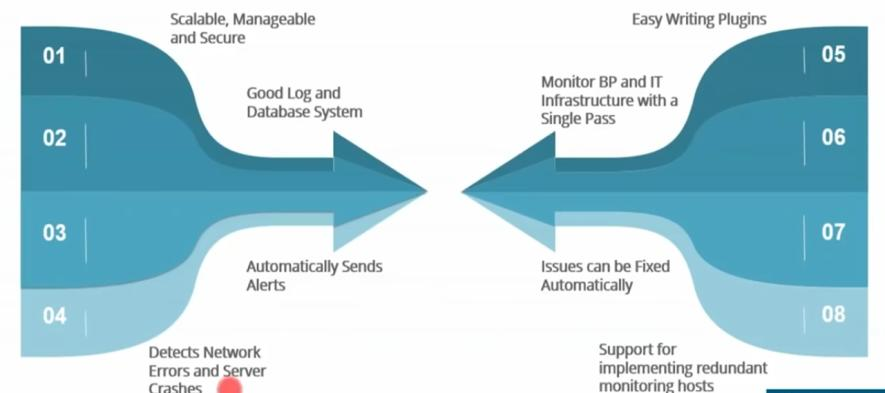 01
Scalable, Manageable
and Secure
02
Good Log and
Database System
03
Automatically Sends
Alerts
04
Detects Network
Errors and Server
Crashes
Easy Writing Plugins
05
Monitor BP and IT
Infrastructure with a
Single Pass
06
Issues can be Fixed
Automatically
07
Support for
implementing redundant
monitoring hosts
08